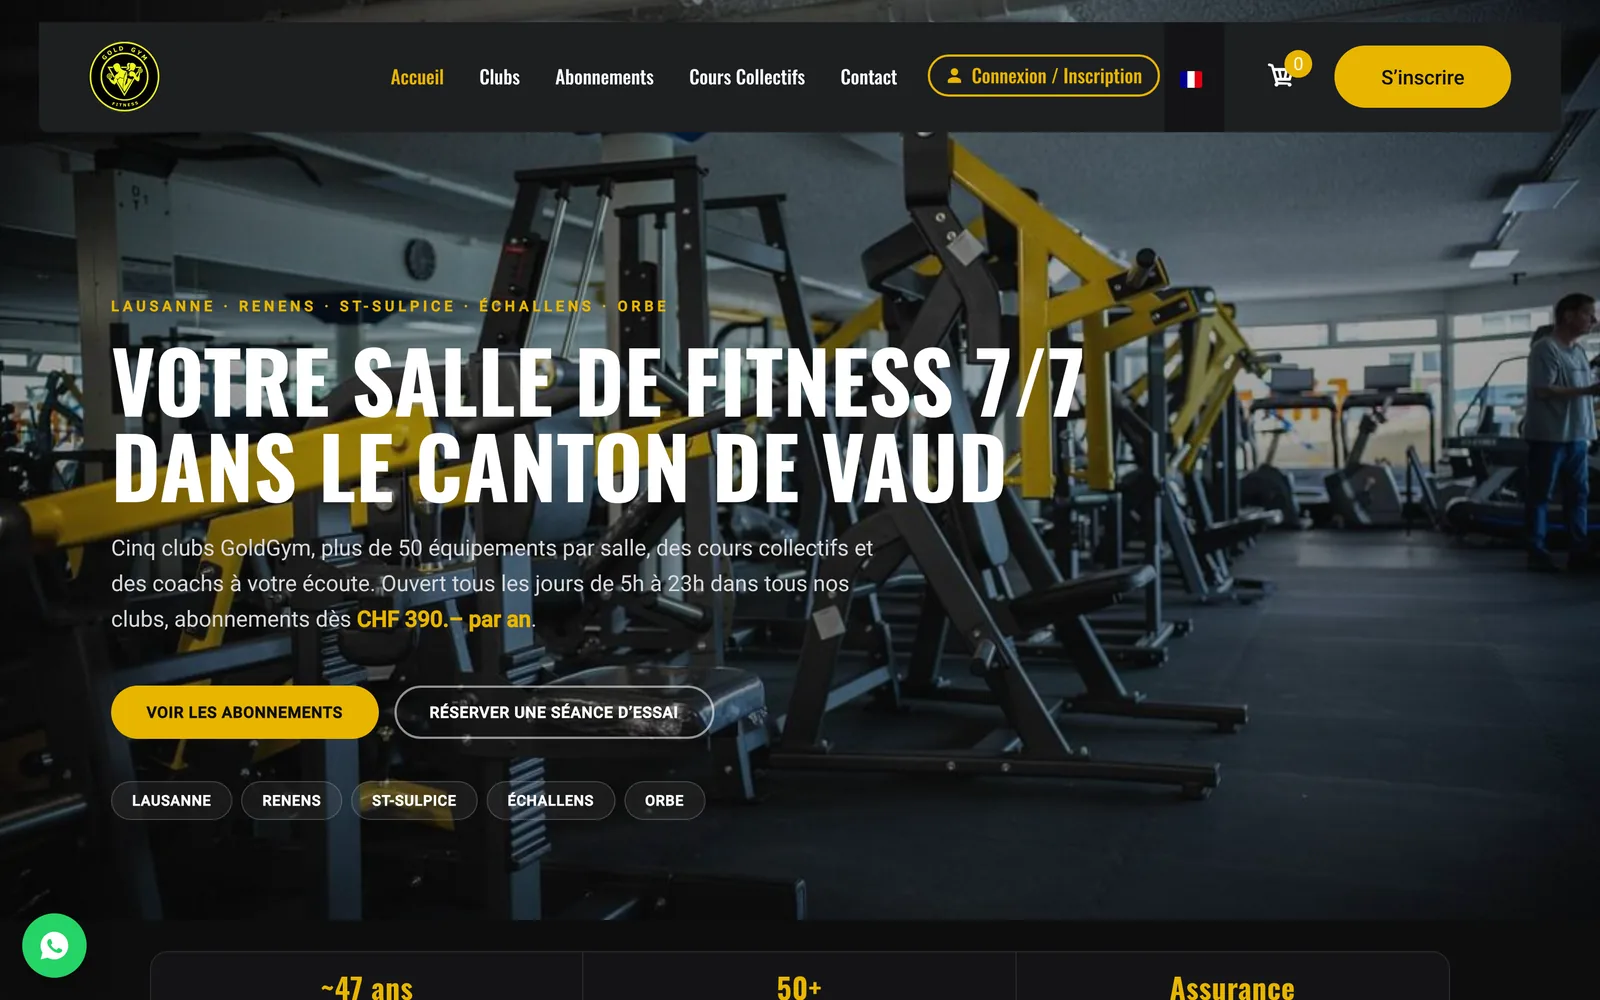 GOLD GYM
FITNESS
Accueil
Clubs
Abonnements
Cours Collectifs
Contact
Connexion / Inscription
0
S'inscrire
LAUSANNE · RENENS · ST-SULPICE · ÉCHALLENS · ORBE
VOTRE SALLE DE FITNESS 7/7
DANS LE CANTON DE VAUD
Cinq clubs GoldGym, plus de 50 équipements par salle, des cours collectifs et
des coachs à votre écoute. Ouvert tous les jours de 5h à 23h dans tous nos
clubs, abonnements dès CHF 390.– par an.
VOIR LES ABONNEMENTS
RÉSERVER UNE SÉANCE D'ESSAI
LAUSANNE
RENENS
ST-SULPICE
ÉCHALLENS
ORBE
~47 ans
50+
Assurance